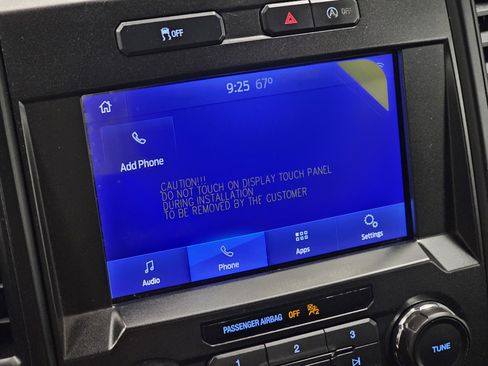 OFF
OFF
9:25 67°
Add Phone
CAUTION!!!
DO NOT TOUCH ON DISPLAY TOUCH PANEL
DURING INSTALLATION
TO BE REMOVED BY THE CUSTOMER
Audio
Phone
Apps
Settings
PASSENGER AIRBAG OFF
1 2 3
TUNE